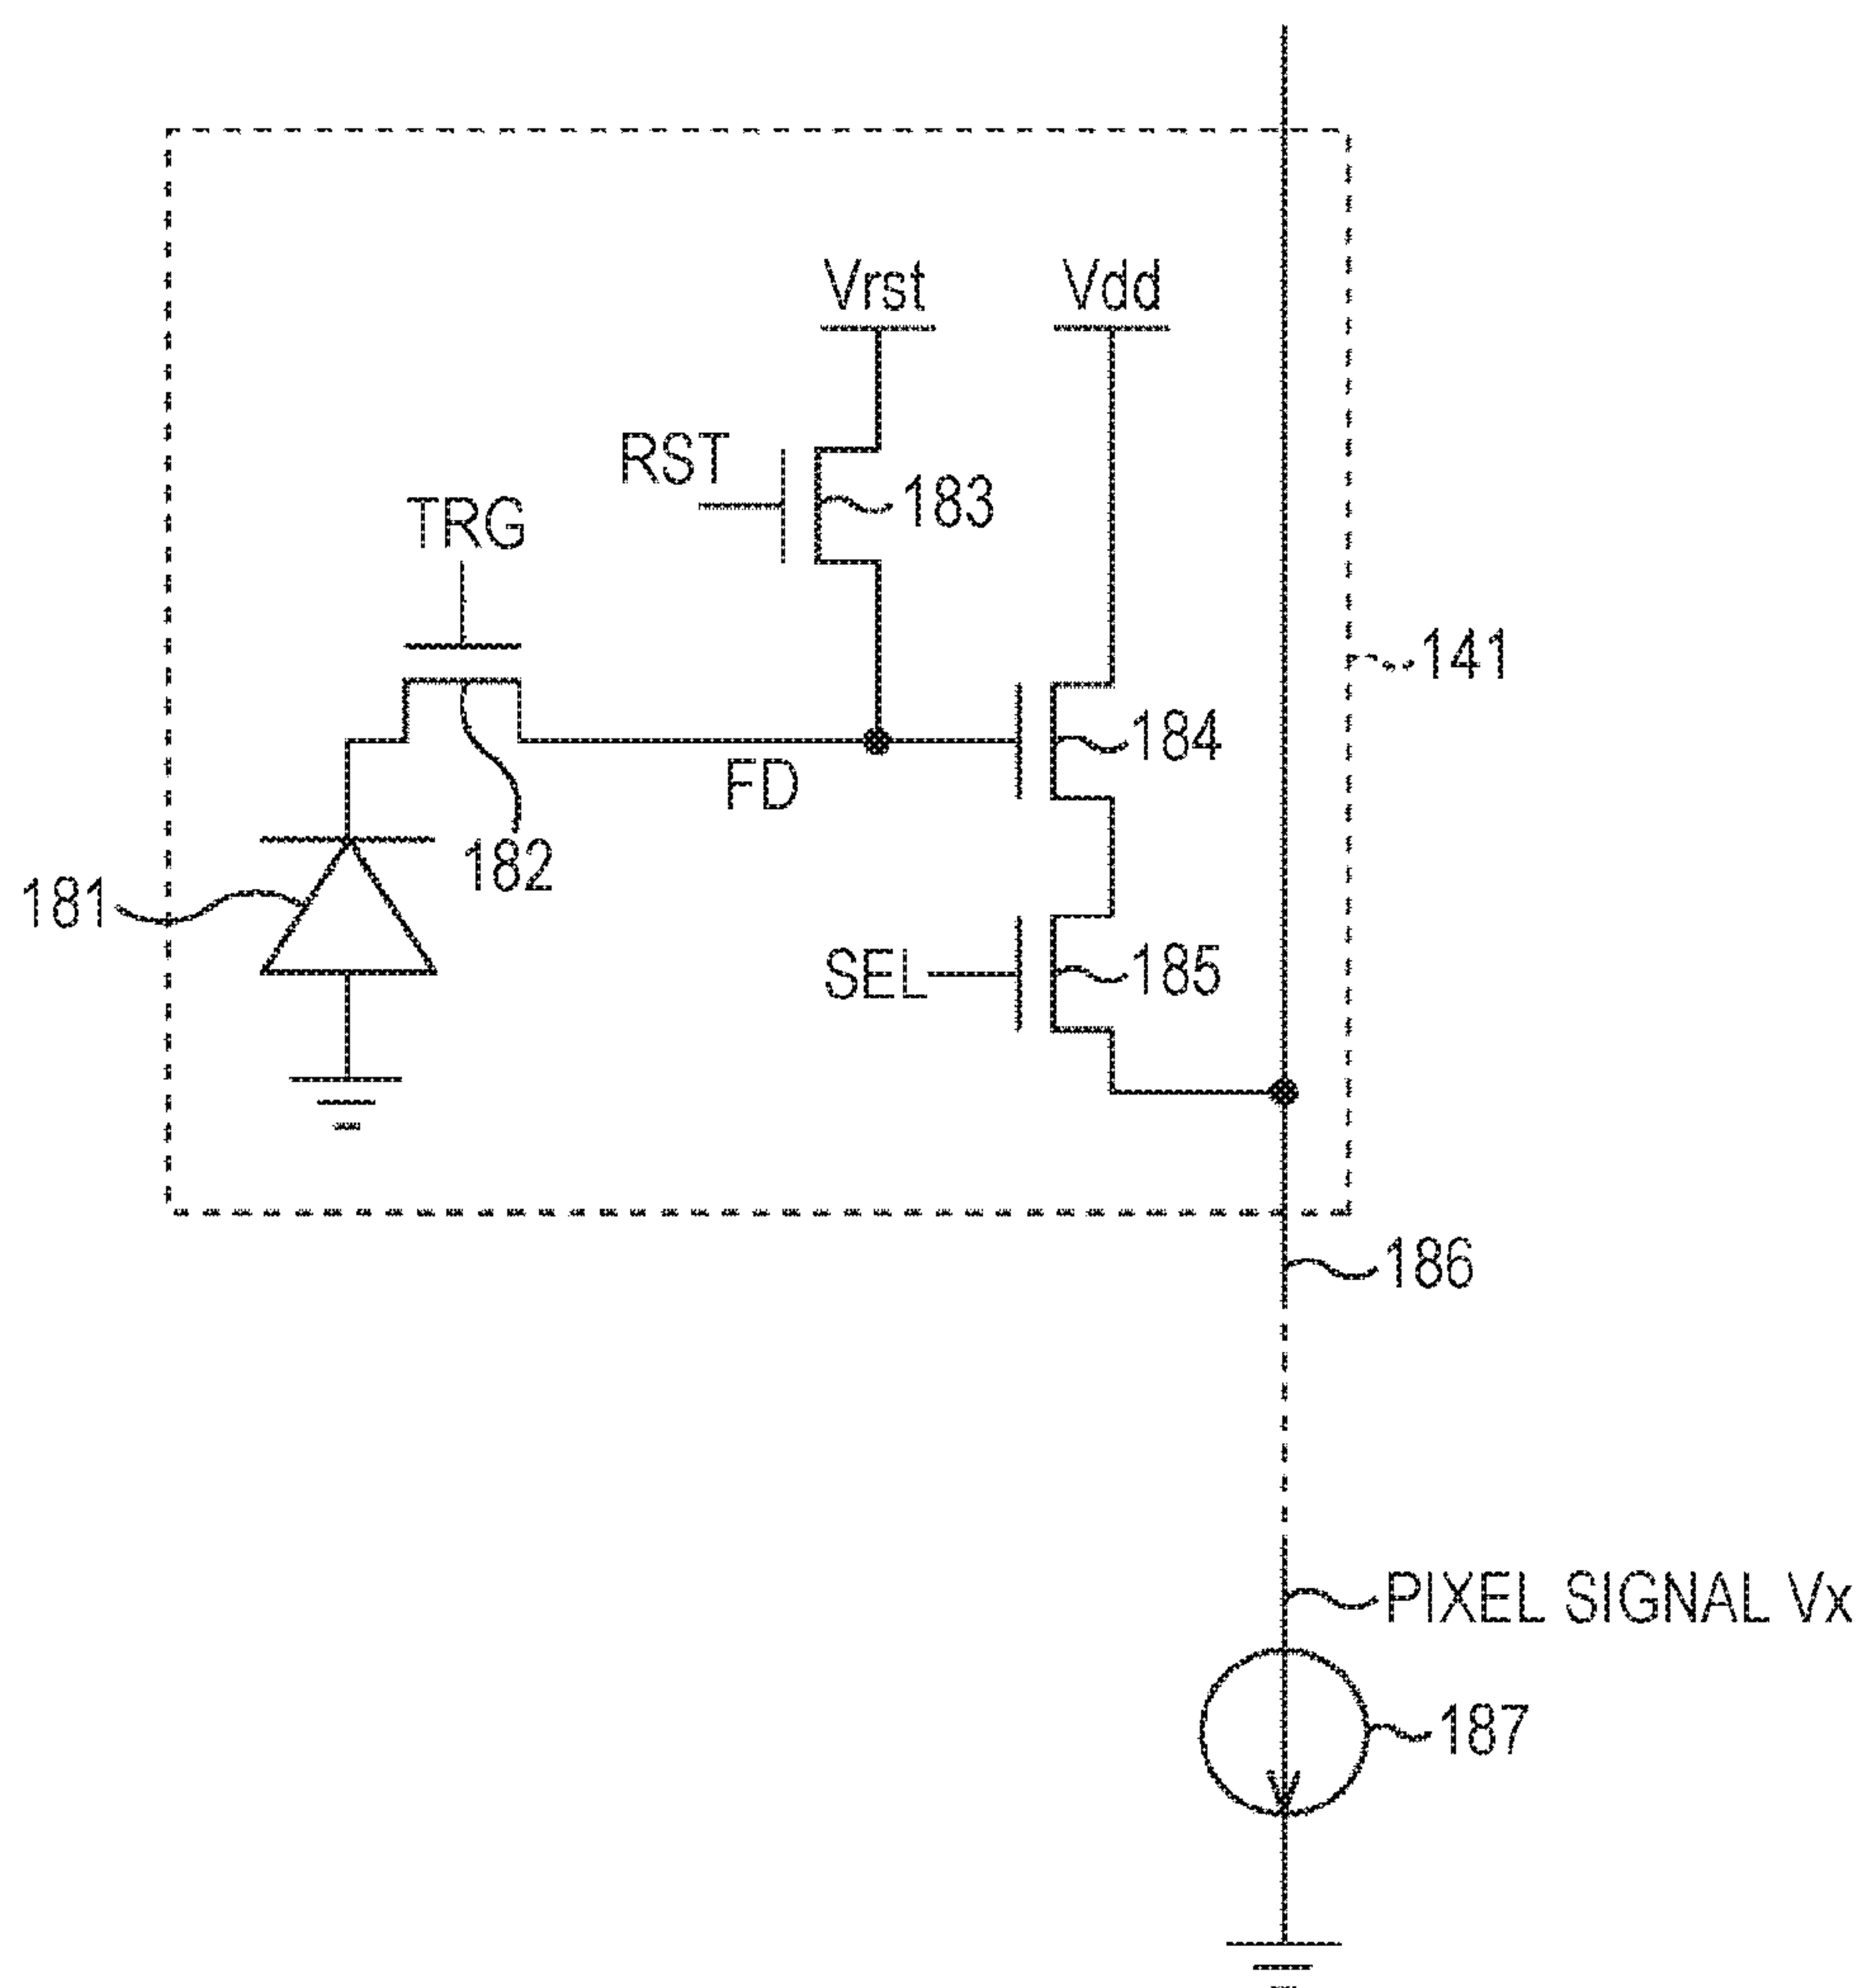 Vrst
Vdd
RST
183
TRG
141
184
FD
182
181
SEL
185
186
PIXEL SIGNAL Vx
187